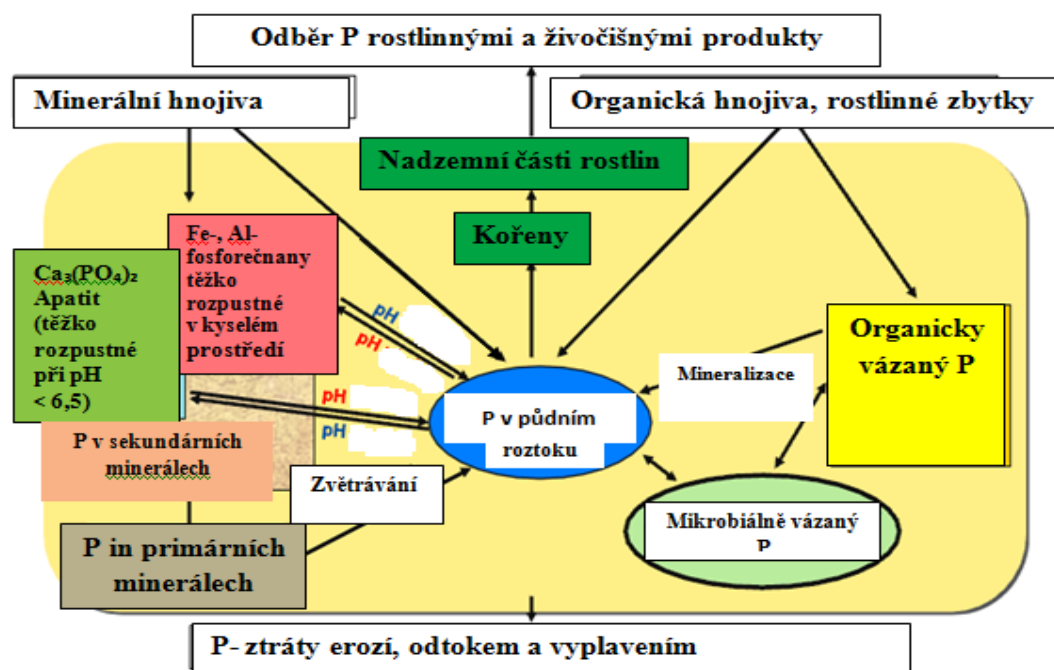 Odběr P rostlinnými a živočišnými produkty
Minerální hnojiva
Organická hnojiva, rostlinné zbytky
Nadzemní části rostlin
Kořeny
Fe-, Al-
fosforečnany
těžko
rozpustné
v kyselém
prostředí
Ca₃(PO₄)₂
Apatit
(těžko
rozpustné
při pH
< 6,5)
pH
pH
pH
pH
Organicky
vázaný P
Mineralizace
P v půdním
roztoku
P v sekundárních
minerálech
Zvětrávání
Mikrobiálně vázaný
P
P in primárních
minerálech
P- ztráty erozí, odtokem a vyplavením